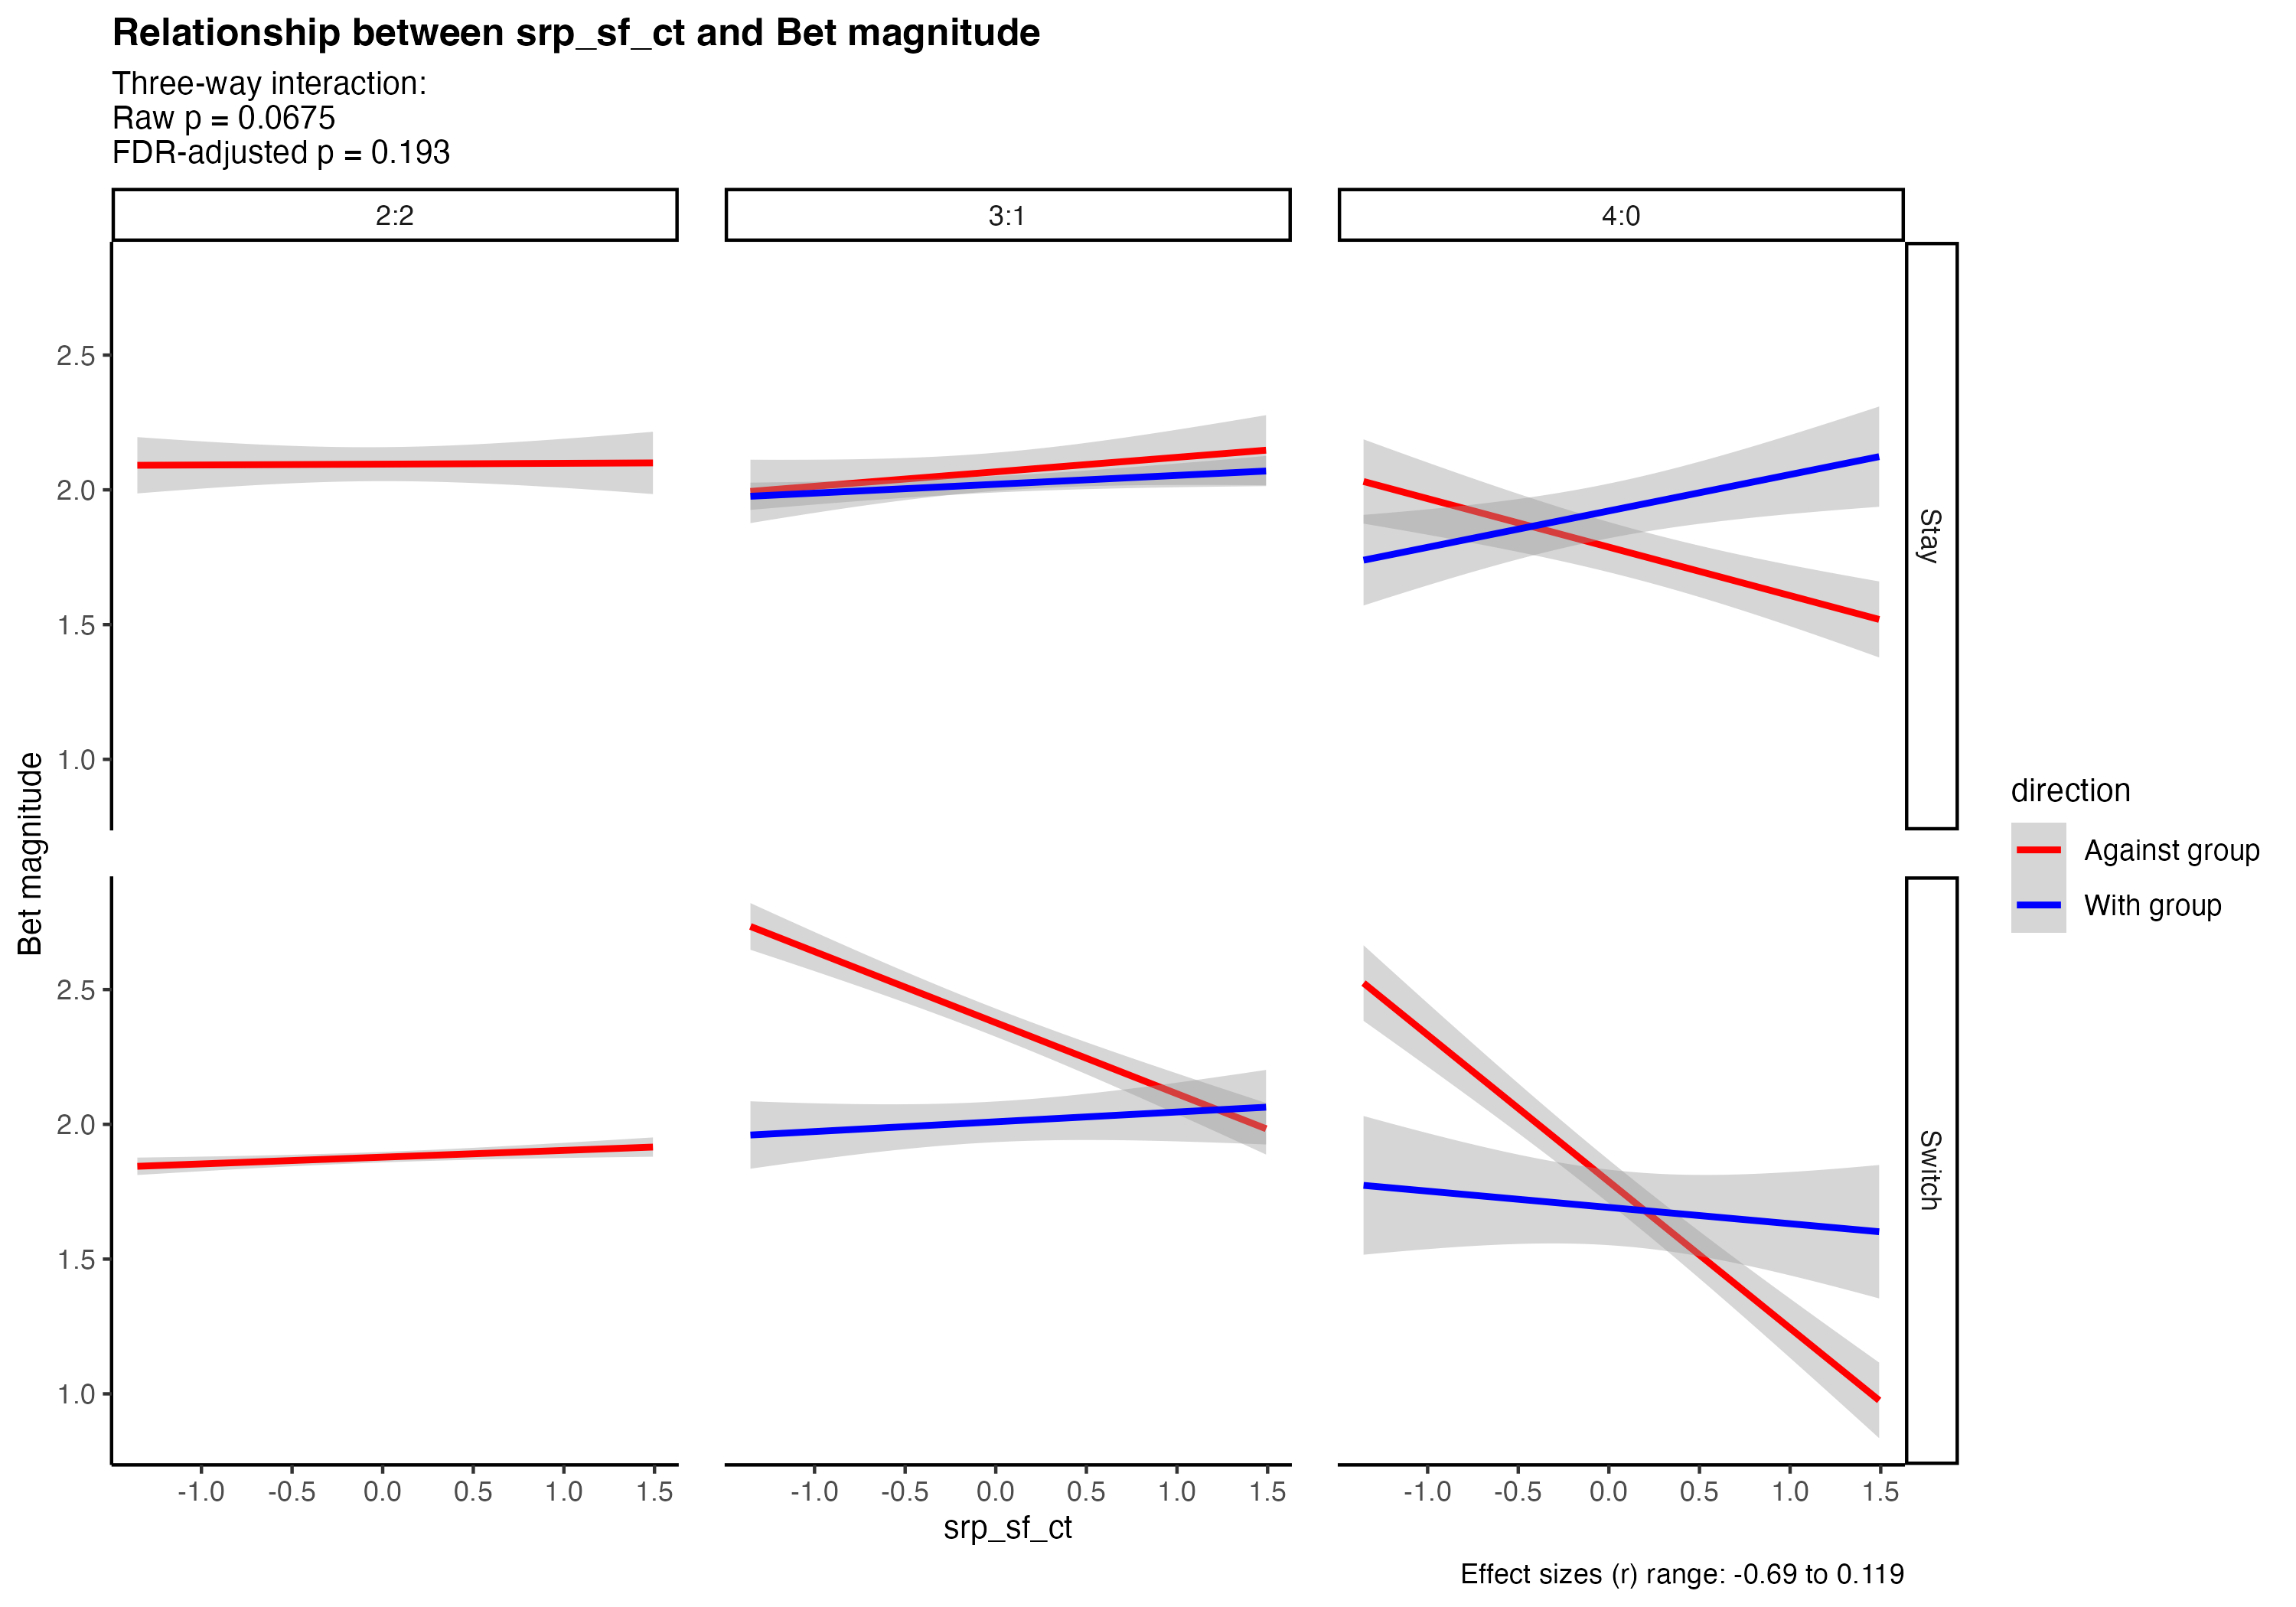 Relationship between srp_sf_ct and Bet magnitude
Three-way interaction:
Raw p = 0.0675
FDR-adjusted p = 0.193
2:2
3:1
4:0
2.5
2.0
1.5
1.0
Stay
2.5
2.0
1.5
1.0
Switch
Bet magnitude
-1.0 -0.5 0.0 0.5 1.0 1.5
-1.0 -0.5 0.0 0.5 1.0 1.5
-1.0 -0.5 0.0 0.5 1.0 1.5
srp_sf_ct
direction
Against group
With group
Effect sizes (r) range: -0.69 to 0.119